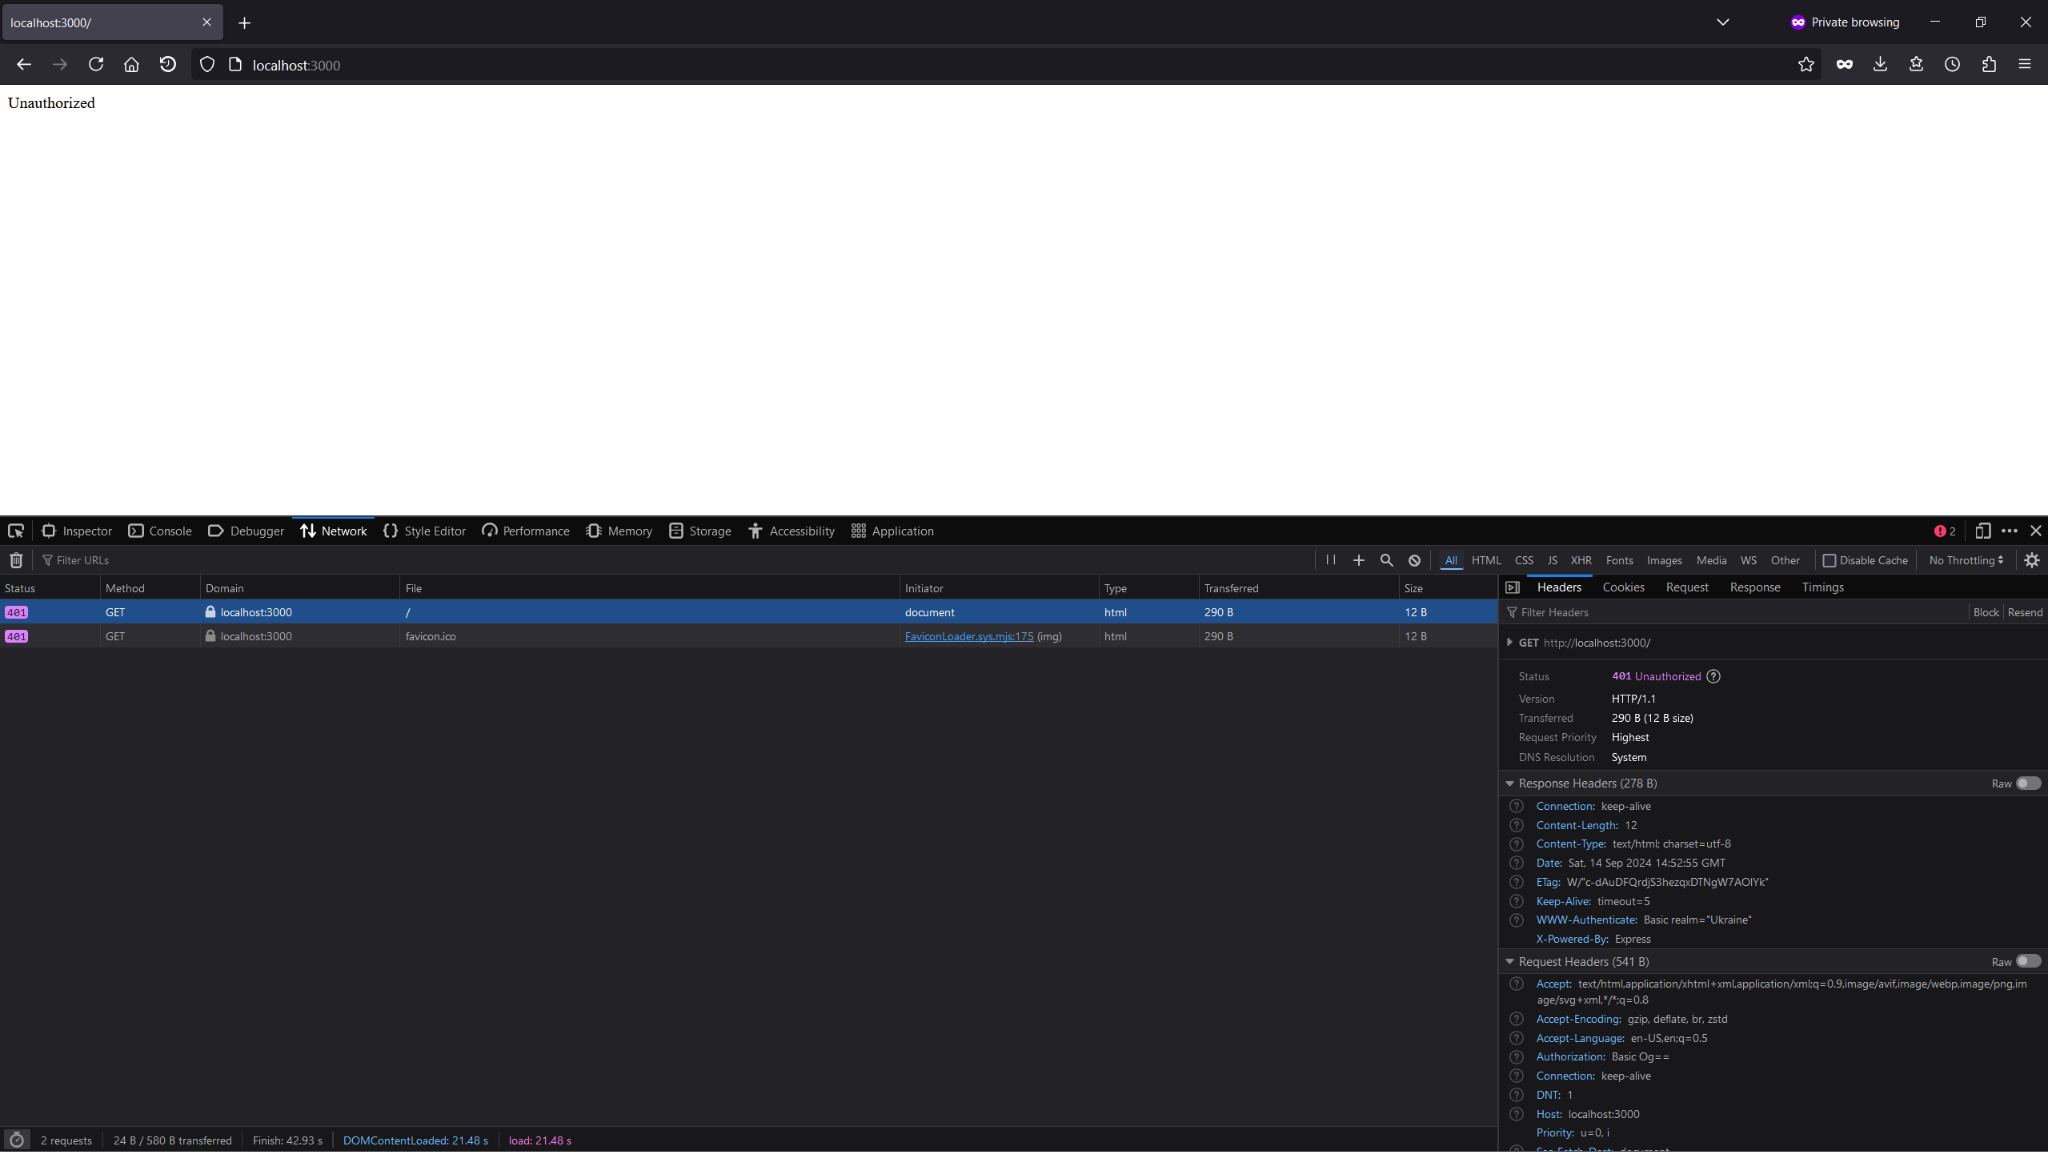 localhost:3000/
Private browsing
localhost:3000
Unauthorized
Inspector Console Debugger Network Style Editor Performance Memory Storage Accessibility Application 2
Filter URLs All HTML CSS JS XHR Fonts Images Media WS Other Disable Cache No Throttling
Status Method Domain File Initiator Type Transferred Size
401 GET localhost:3000 / document html 290 B 12 B
401 GET localhost:3000 favicon.ico FaviconLoader.sys.mjs:175 (img) html 290 B 12 B
Headers Cookies Request Response Timings
Filter Headers Block Resend
GET http://localhost:3000/
Status 401 Unauthorized
Version HTTP/1.1
Transferred 290 B (12 B size)
Request Priority Highest
DNS Resolution System
Response Headers (278 B) Raw
Connection: keep-alive
Content-Length: 12
Content-Type: text/html; charset=utf-8
Date: Sat, 14 Sep 2024 14:52:55 GMT
ETag: W/"c-dAuDFQrdjS3hezqxDTNgW7AOlYk"
Keep-Alive: timeout=5
WWW-Authenticate: Basic realm="Ukraine"
X-Powered-By: Express
Request Headers (541 B) Raw
Accept: text/html,application/xhtml+xml,application/xml;q=0.9,image/avif,image/webp,image/png,im
age/svg+xml,*/*;q=0.8
Accept-Encoding: gzip, deflate, br, zstd
Accept-Language: en-US,en;q=0.5
Authorization: Basic Og==
Connection: keep-alive
DNT: 1
Host: localhost:3000
Priority: u=0, i
2 requests 24 B / 580 B transferred Finish: 42.93 s DOMContentLoaded: 21.48 s load: 21.48 s